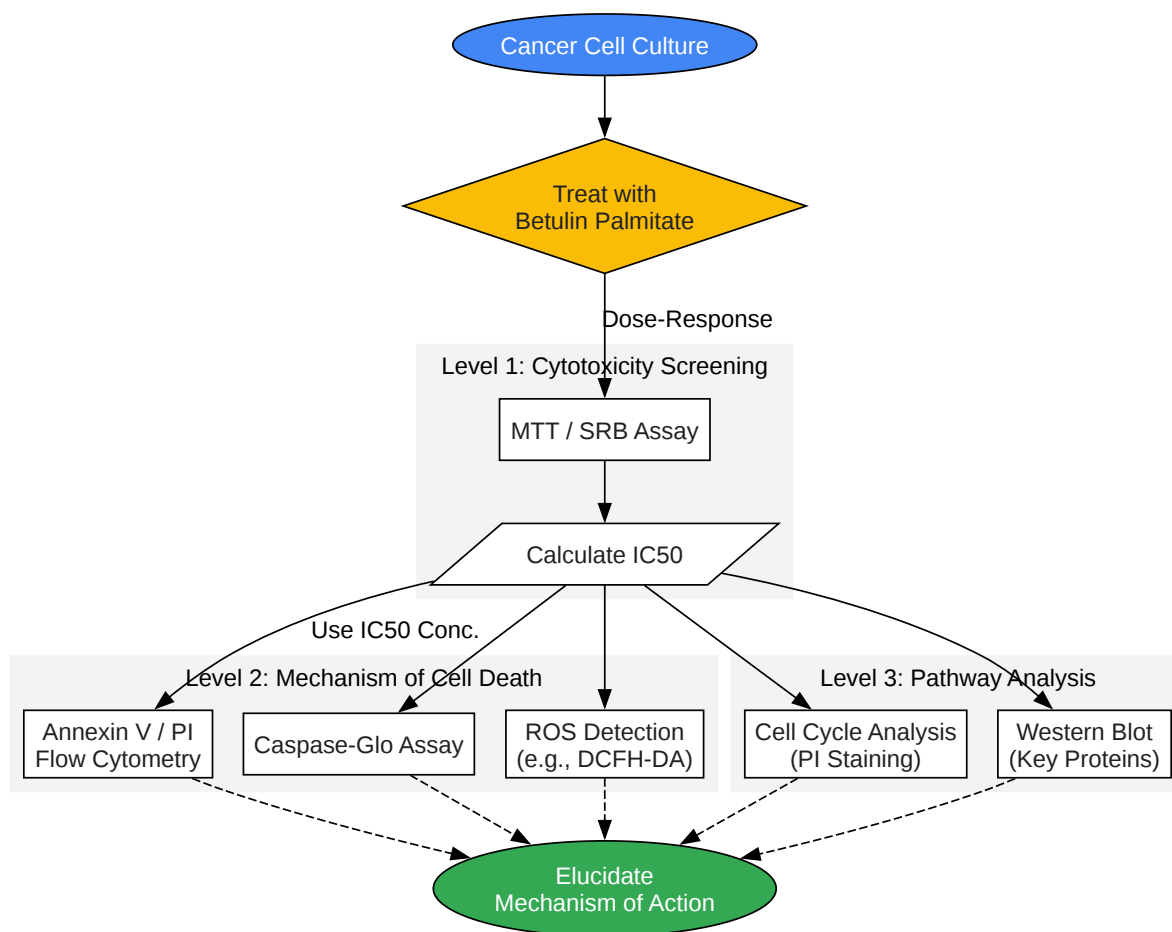 Cancer Cell Culture
Treat with
Betulin Palmitate
Dose-Response
Level 1: Cytotoxicity Screening
MTT / SRB Assay
Calculate IC50
Use IC50 Conc.
Level 2: Mechanism of Cell Death
Level 3: Pathway Analysis
Annexin V / PI
Flow Cytometry
Caspase-Glo Assay
ROS Detection
(e.g., DCFH-DA)
Cell Cycle Analysis
(PI Staining)
Western Blot
(Key Proteins)
Elucidate
Mechanism of Action